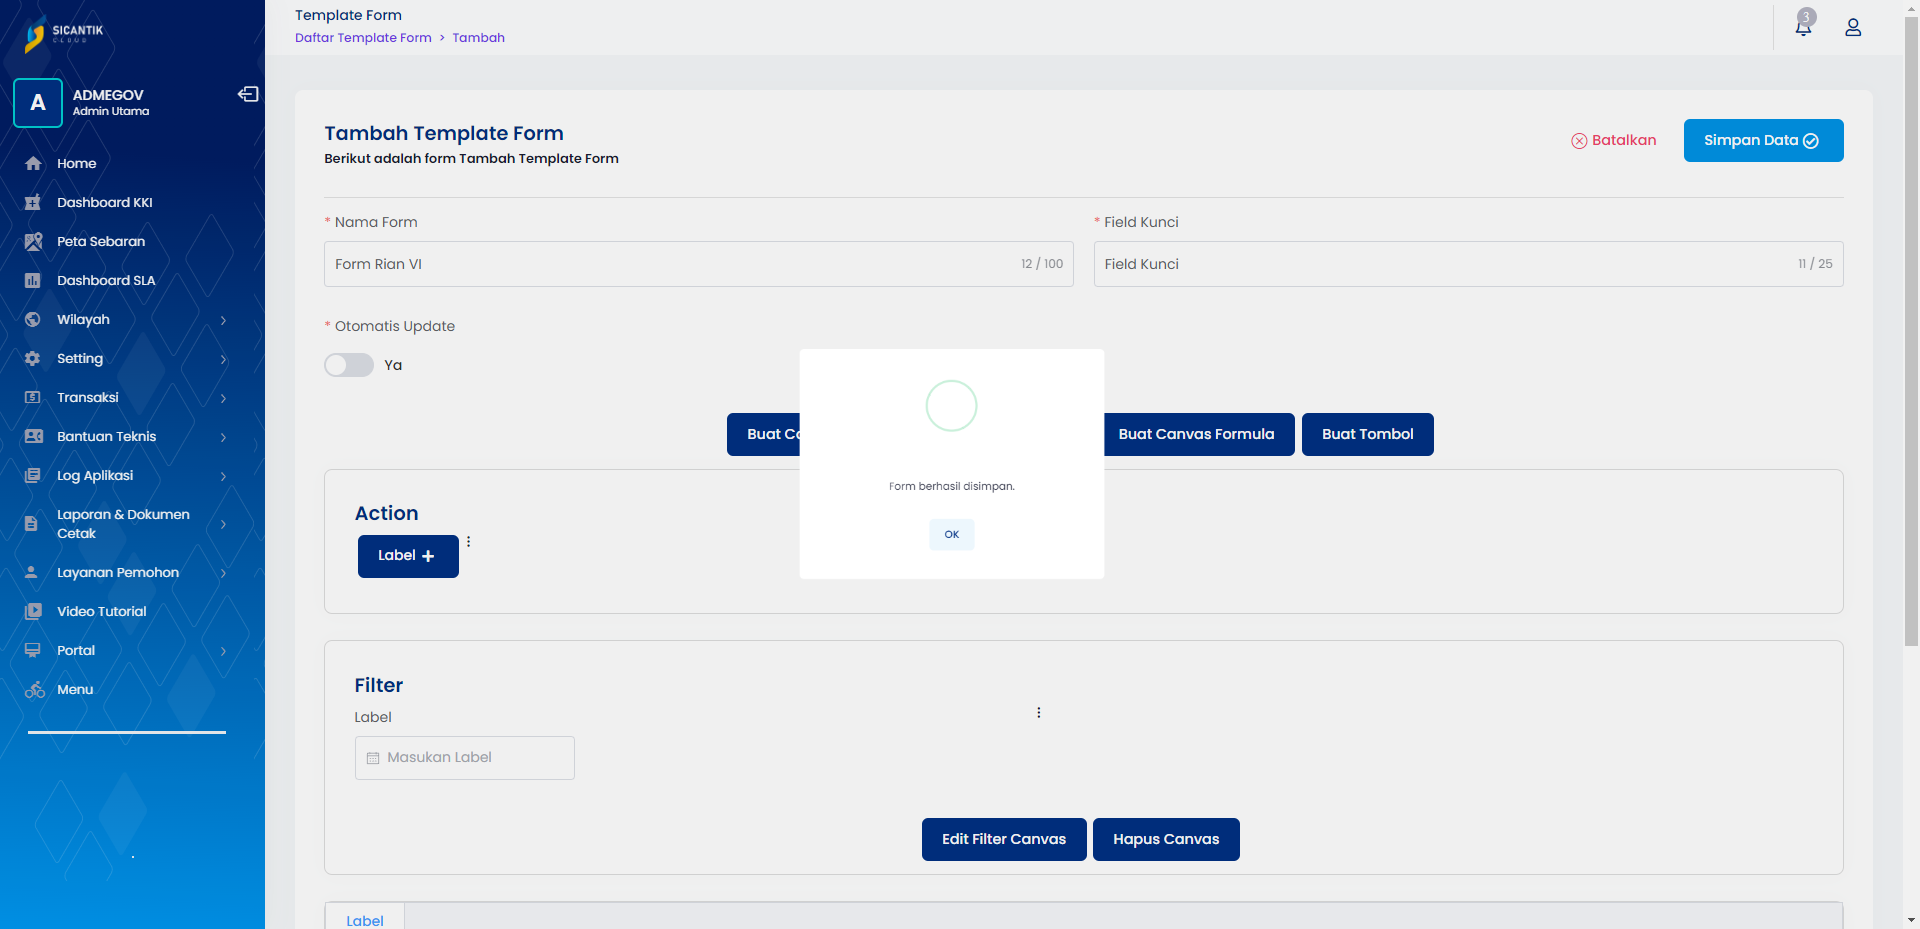 SICANTIK
CLOUD
A
ADMEGOV
Admin Utama
Home
Dashboard KKI
Peta Sebaran
Dashboard SLA
Wilayah
Setting
Transaksi
Bantuan Teknis
Log Aplikasi
Laporan & Dokumen
Cetak
Layanan Pemohon
Video Tutorial
Portal
Menu
Template Form
Daftar Template Form > Tambah
3
Tambah Template Form
Berikut adalah form Tambah Template Form
Batalkan
Simpan Data
* Nama Form
Form Rian VI
12 / 100
* Field Kunci
Field Kunci
11 / 25
* Otomatis Update
Ya
Buat
Buat Canvas Formula
Buat Tombol
Form berhasil disimpan.
OK
Action
Label +
Filter
Label
Masukan Label
Edit Filter Canvas
Hapus Canvas
Label